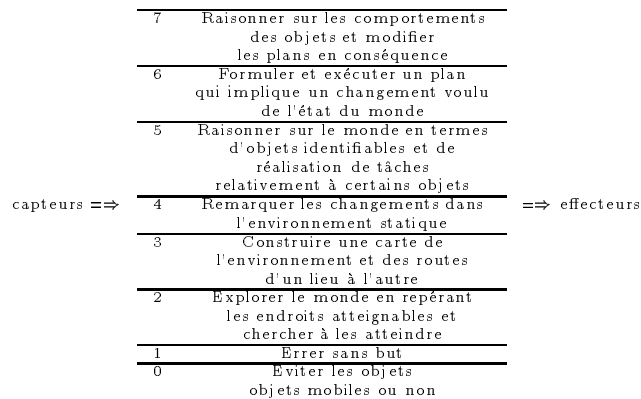 7 Raisonner sur les comportements
des objets et modifier
les plans en conséquence
6 Formuler et exécuter un plan
qui implique un changement voulu
de l'état du monde
5 Raisonner sur le monde en termes
d'objets identifiables et de
réalisation de tâches
relativement à certains objets
capteurs =⇒ 4 Remarquer les changements dans =⇒ effecteurs
l'environnement statique
3 Construire une carte de
l'environnement et des routes
d'un lieu à l'autre
2 Explorer le monde en repérant
les endroits atteignables et
chercher à les atteindre
1 Errer sans but
0 Eviter les objets
objets mobiles ou non